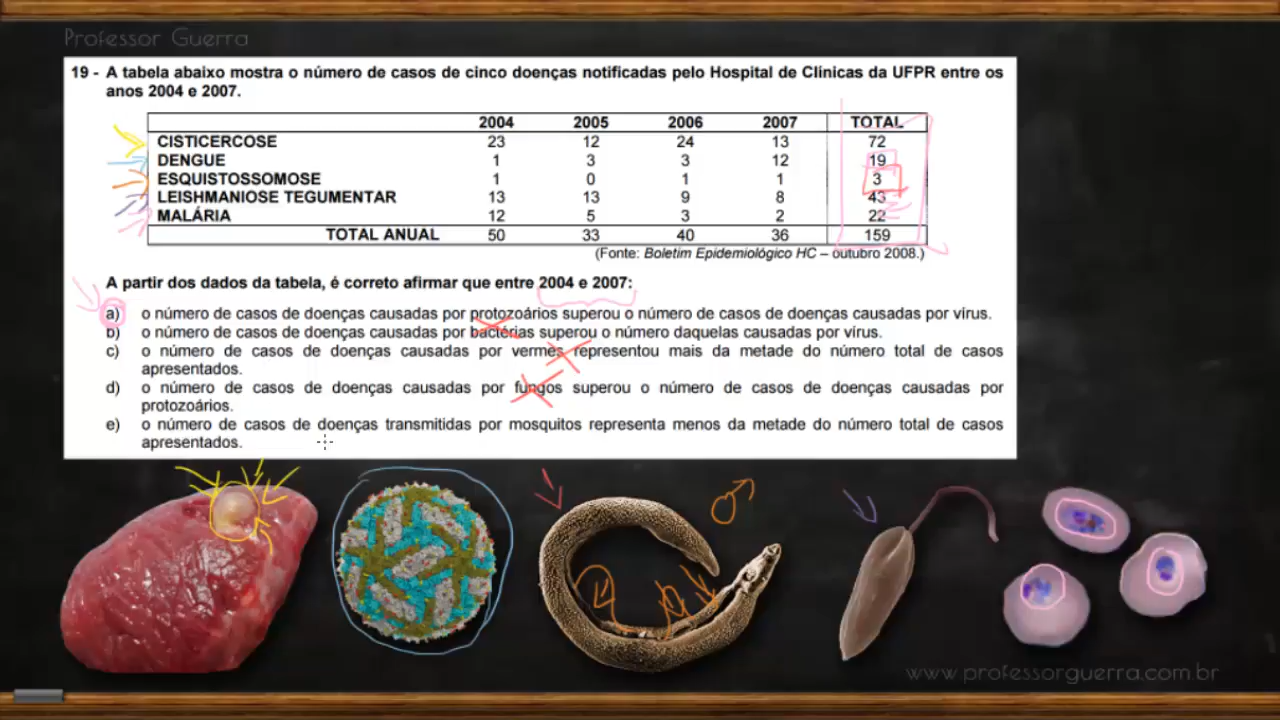 Professor Guerra
19 - A tabela abaixo mostra o número de casos de cinco doenças notificadas pelo Hospital de Clínicas da UFPR entre os
anos 2004 e 2007.
2004 2005 2006 2007 TOTAL
CISTICERCOSE 23 12 24 13 72
DENGUE 1 3 3 12 19
ESQUISTOSSOMOSE 1 0 1 1 3
LEISHMANIOSE TEGUMENTAR 13 13 9 8 43
MALÁRIA 12 5 3 2 22
TOTAL ANUAL 50 33 40 36 159
(Fonte: Boletim Epidemiológico HC – outubro 2008.)
A partir dos dados da tabela, é correto afirmar que entre 2004 e 2007:
a) o número de casos de doenças causadas por protozoários superou o número de casos de doenças causadas por vírus.
b) o número de casos de doenças causadas por bactérias superou o número daquelas causadas por vírus.
c) o número de casos de doenças causadas por vermes representou mais da metade do número total de casos
apresentados.
d) o número de casos de doenças causadas por fungos superou o número de casos de doenças causadas por
protozoários.
e) o número de casos de doenças transmitidas por mosquitos representa menos da metade do número total de casos
apresentados.
www.professorguerra.com.br